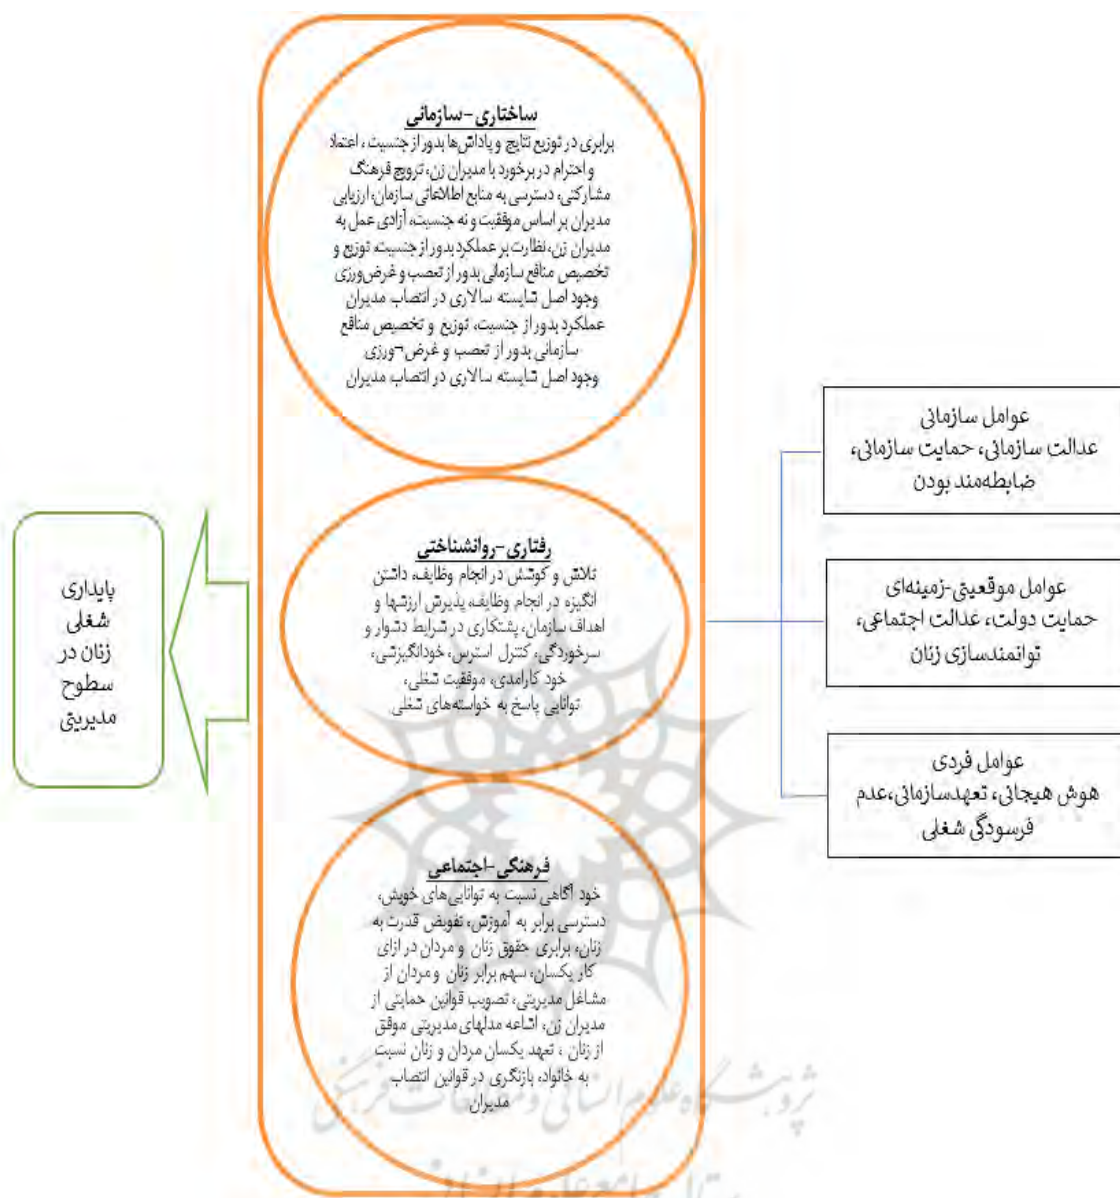 ساختاری-سازمانی
برابری در توزیع نتایج و پاداش‌ها بدور از جنسیت، اعتماد
و احترام در برخورد با مدیران زن، ترویج فرهنگ
مشارکتی، دسترسی به منابع اطلاعاتی سازمان، ارزیابی
مدیران بر اساس موفقیت و نه جنسیت، آزادی عمل به
مدیران زن، نظارت بر عملکرد بدور از جنسیت، توزیع و
تخصیص منافع سازمانی بدور از تعصب و غرض‌ورزی
وجود اصل شایسته سالاری در انتصاب مدیران
عملکرد بدور از جنسیت، توزیع و تخصیص منافع
سازمانی بدور از تعصب و غرض¬ورزی
وجود اصل شایسته سالاری در انتصاب مدیران
عوامل سازمانی
عدالت سازمانی، حمایت سازمانی،
ضابطه‌مند بودن
رفتاری-روانشناختی
تلاش و کوشش در انجام وظایف، داشتن
انگیزه در انجام وظایف، پذیرش ارزشها و
اهداف سازمان، پشتکاری در شرایط دشوار و
سرخوردگی، کنترل استرس، خودانگیزشی،
خود کارامدی، موفقیت شغلی،
توانایی پاسخ به خواسته‌های شغلی
عوامل موقعیتی-زمینه‌ای
حمایت دولت، عدالت اجتماعی،
توانمندسازی زنان
پایداری
شغلی
زنان در
سطوح
مدیریتی
عوامل فردی
هوش هیجانی، تعهدسازمانی،عدم
فرسودگی شغلی
فرهنگی-اجتماعی
خود آگاهی نسبت به توانایی‌های خویش،
دسترسی برابر به آموزش، تفویض قدرت به
زنان، برابری حقوق زنان و مردان در ازای
کار یکسان، سهم برابر زنان و مردان از
مشاغل مدیریتی، تصویب قوانین حمایتی از
مدیران زن، اشاعه مدلهای مدیریتی موفق
از زنان ، تعهد یکسان مردان و زنان نسبت
به خانواد، بازنگری در قوانین انتصاب
مدیران
پژوهشگاه علوم انسانی و مطالعات فرهنگی